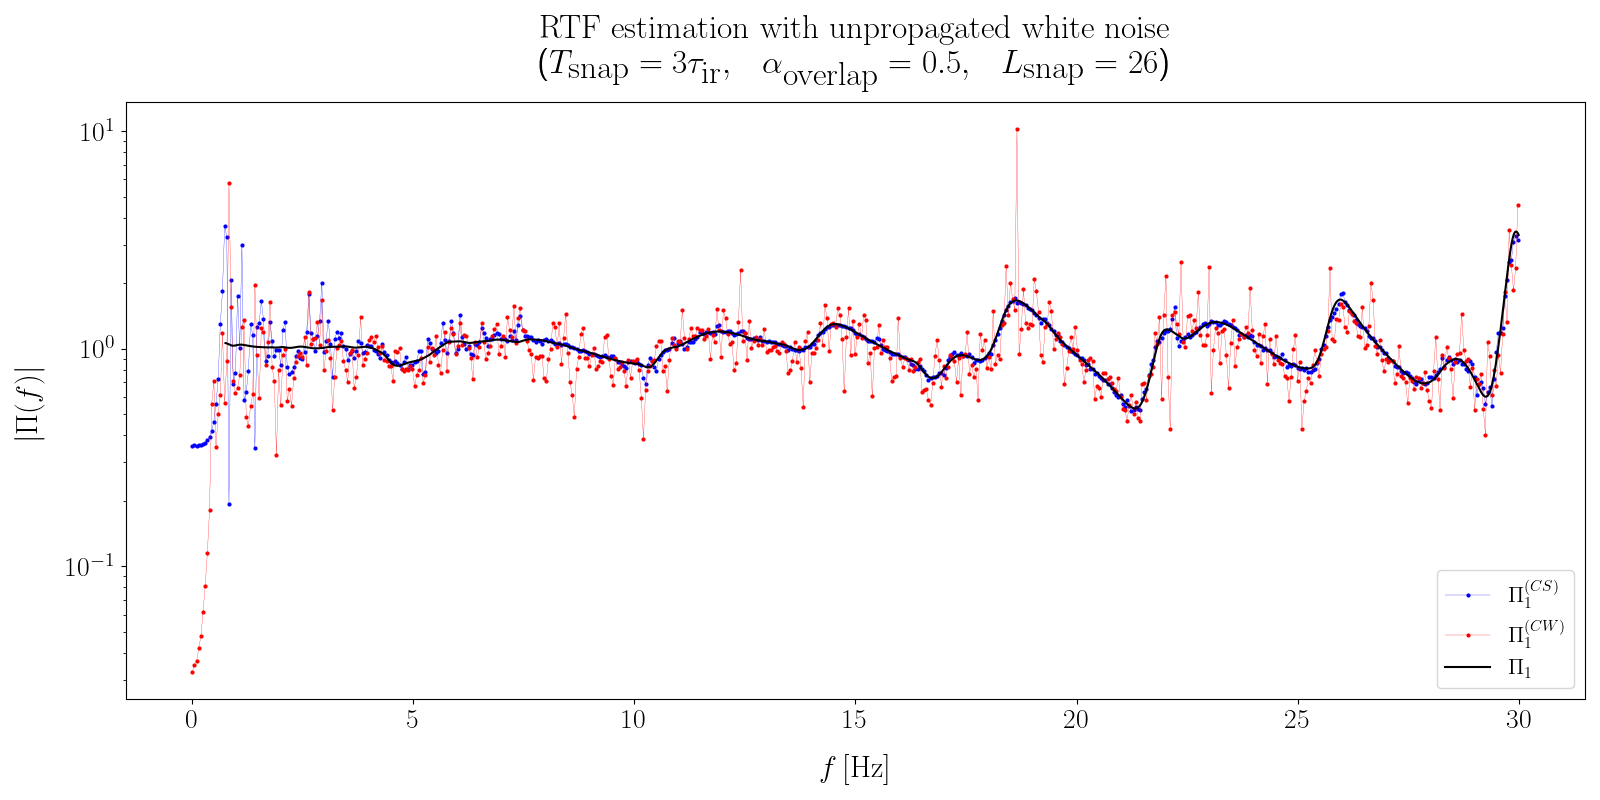 RTF estimation with unpropagated white noise
(T_snap = 3τ_ir, α_overlap = 0.5, L_snap = 26)
|Π(f)|
10^1
10^0
10^−1
0 5 10 15 20 25 30
f [Hz]
Π_1^(CS)
Π_1^(CW)
Π_1